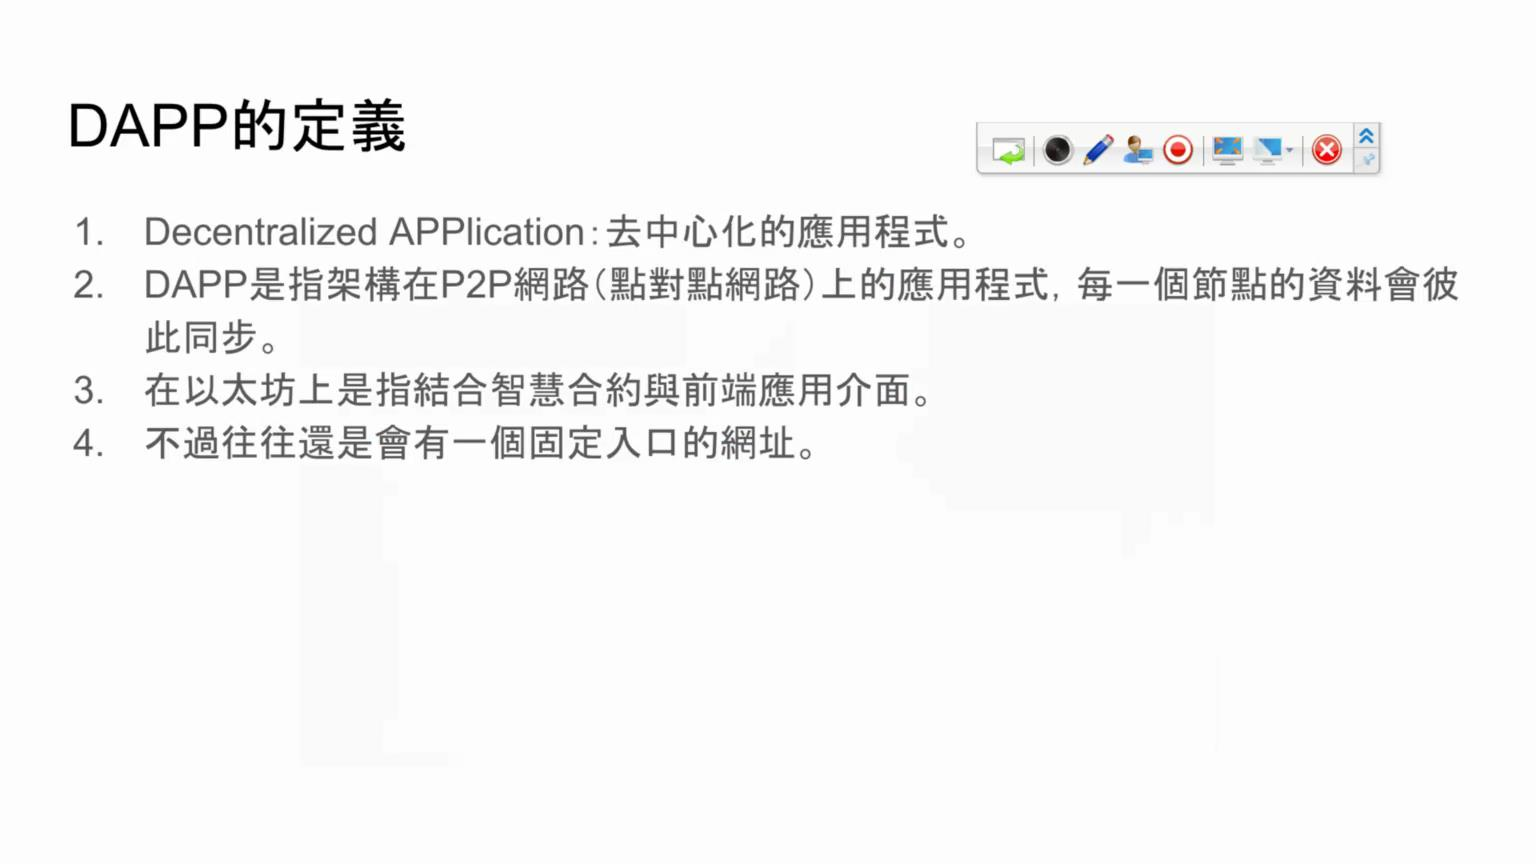 DAPP的定義
1. Decentralized APPlication：去中心化的應用程式。
2. DAPP是指架構在P2P網路（點對點網路）上的應用程式，每一個節點的資料會彼
此同步。
3. 在以太坊上是指結合智慧合約與前端應用介面。
4. 不過往往還是會有一個固定入口的網址。